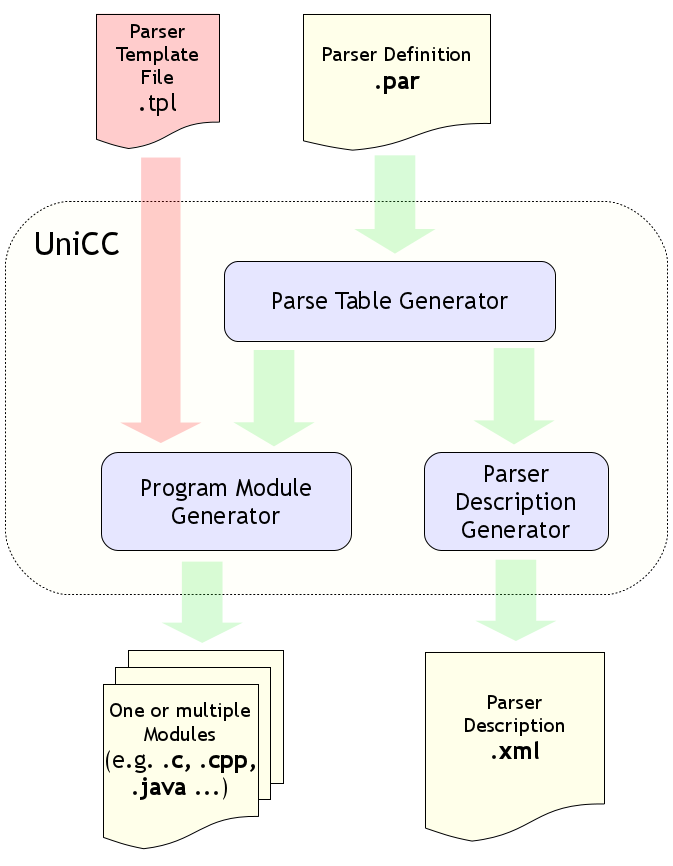 Parser
Template
File
.tpl
Parser Definition
.par
UniCC
Parse Table Generator
Program Module
Generator
Parser
Description
Generator
One or multiple
Modules
(e.g. .c, .cpp,
.java ...)
Parser
Description
.xml